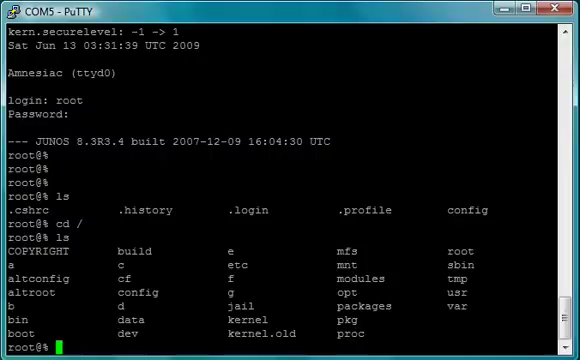 COM5 - PuTTY
kern.securelevel: -1 -> 1
Sat Jun 13 03:31:39 UTC 2009
Amnesiac (ttyd0)
login: root
Password:
--- JUNOS 8.3R3.4 built 2007-12-09 16:04:30 UTC
root@%
root@%
root@%
root@% ls
.cshrc .history .login .profile config
root@% cd /
root@% ls
COPYRIGHT build e mfs root
a c etc mnt sbin
altconfig cf f modules tmp
altroot config g opt usr
b d jail packages var
bin data kernel pkg
boot dev kernel.old proc
root@%